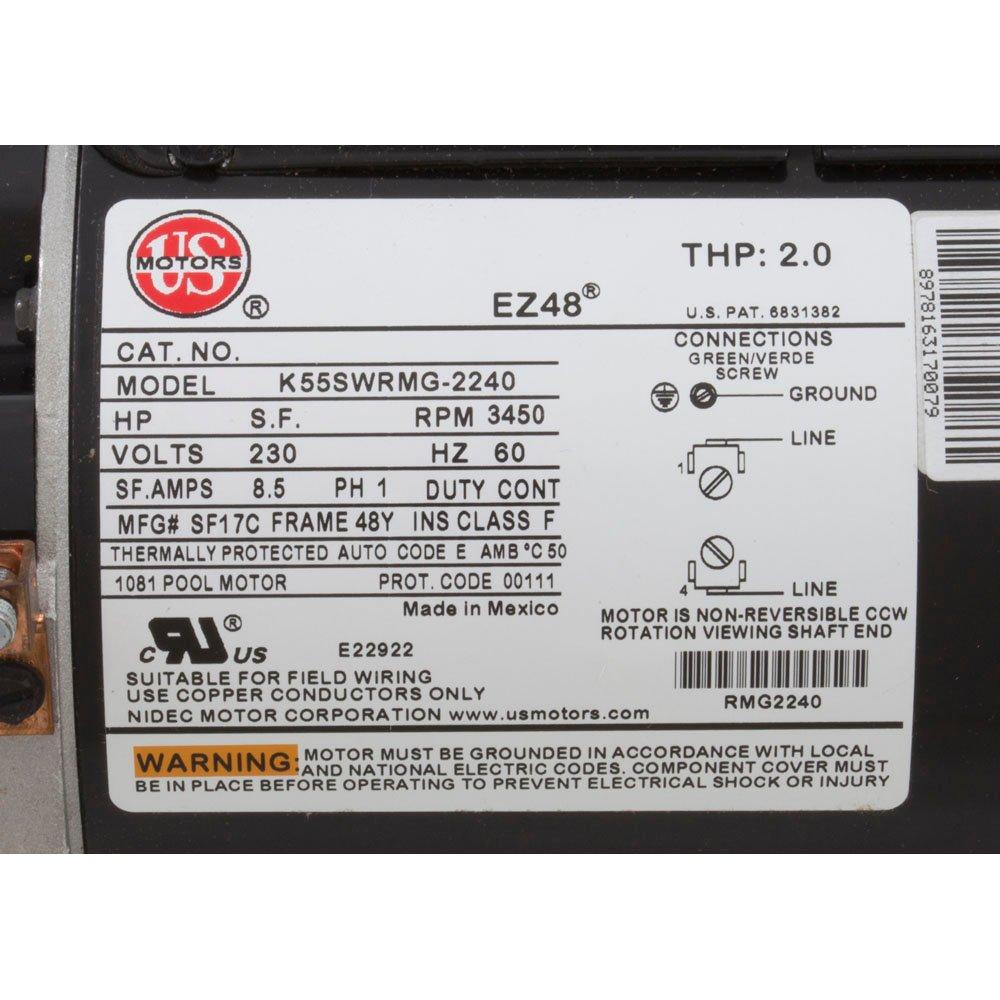 US
MOTORS
®
EZ48®
THP: 2.0
U.S. PAT. 6831382
CAT. NO.
MODEL K55SWRMG-2240
HP S.F. RPM 3450
VOLTS 230 HZ 60
SF.AMPS 8.5 PH 1 DUTY CONT
MFG# SF17C FRAME 48Y INS CLASS F
THERMALLY PROTECTED AUTO CODE E AMB °C 50
1081 POOL MOTOR PROT. CODE 00111
Made in Mexico
CONNECTIONS
GREEN/VERDE
SCREW
GROUND
LINE
1
4
LINE
MOTOR IS NON-REVERSIBLE CCW
ROTATION VIEWING SHAFT END
RMG2240
c RU ® US E22922
SUITABLE FOR FIELD WIRING
USE COPPER CONDUCTORS ONLY
NIDEC MOTOR CORPORATION www.usmotors.com
WARNING: MOTOR MUST BE GROUNDED IN ACCORDANCE WITH LOCAL
AND NATIONAL ELECTRIC CODES. COMPONENT COVER MUST
BE IN PLACE BEFORE OPERATING TO PREVENT ELECTRICAL SHOCK OR INJURY
8978163170079